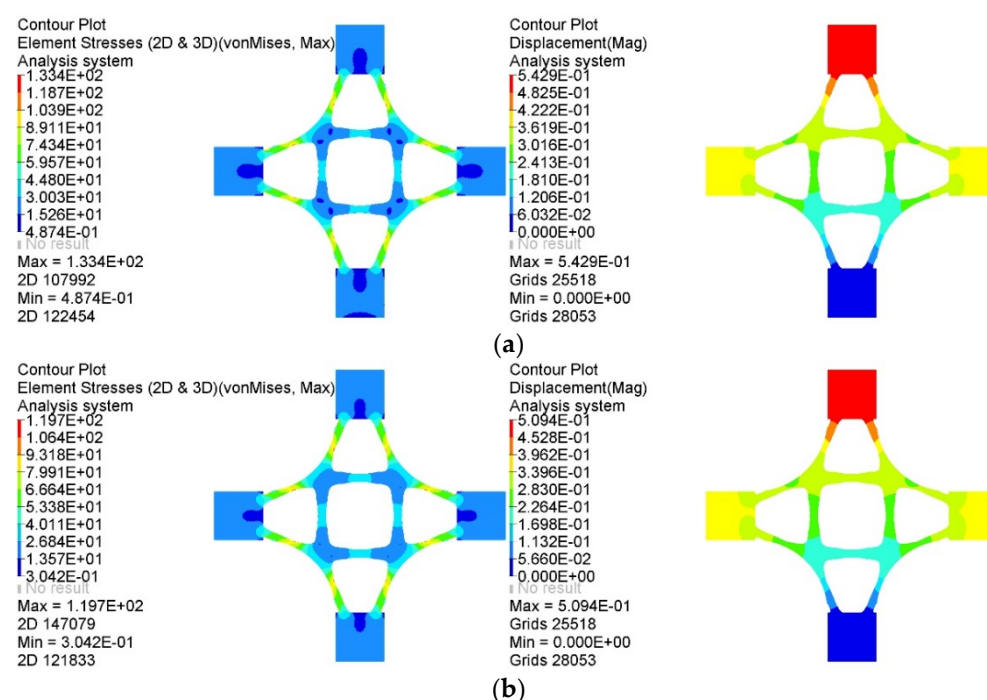 Contour Plot
Element Stresses (2D & 3D)(vonMises, Max)
Analysis system
1.334E+02
1.187E+02
1.039E+02
8.911E+01
7.434E+01
5.957E+01
4.480E+01
3.003E+01
1.526E+01
4.874E-01
No result
Max = 1.334E+02
2D 107992
Min = 4.874E-01
2D 122454
Contour Plot
Displacement(Mag)
Analysis system
5.429E-01
4.825E-01
4.222E-01
3.619E-01
3.016E-01
2.413E-01
1.810E-01
1.206E-01
6.032E-02
0.000E+00
No result
Max = 5.429E-01
Grids 25518
Min = 0.000E+00
Grids 28053
(a)
Contour Plot
Element Stresses (2D & 3D)(vonMises, Max)
Analysis system
1.197E+02
1.064E+02
9.318E+01
7.991E+01
6.664E+01
5.338E+01
4.011E+01
2.684E+01
1.357E+01
3.042E-01
No result
Max = 1.197E+02
2D 147079
Min = 3.042E-01
2D 121833
Contour Plot
Displacement(Mag)
Analysis system
5.094E-01
4.528E-01
3.962E-01
3.396E-01
2.830E-01
2.264E-01
1.698E-01
1.132E-01
5.660E-02
0.000E+00
No result
Max = 5.094E-01
Grids 25518
Min = 0.000E+00
Grids 28053
(b)